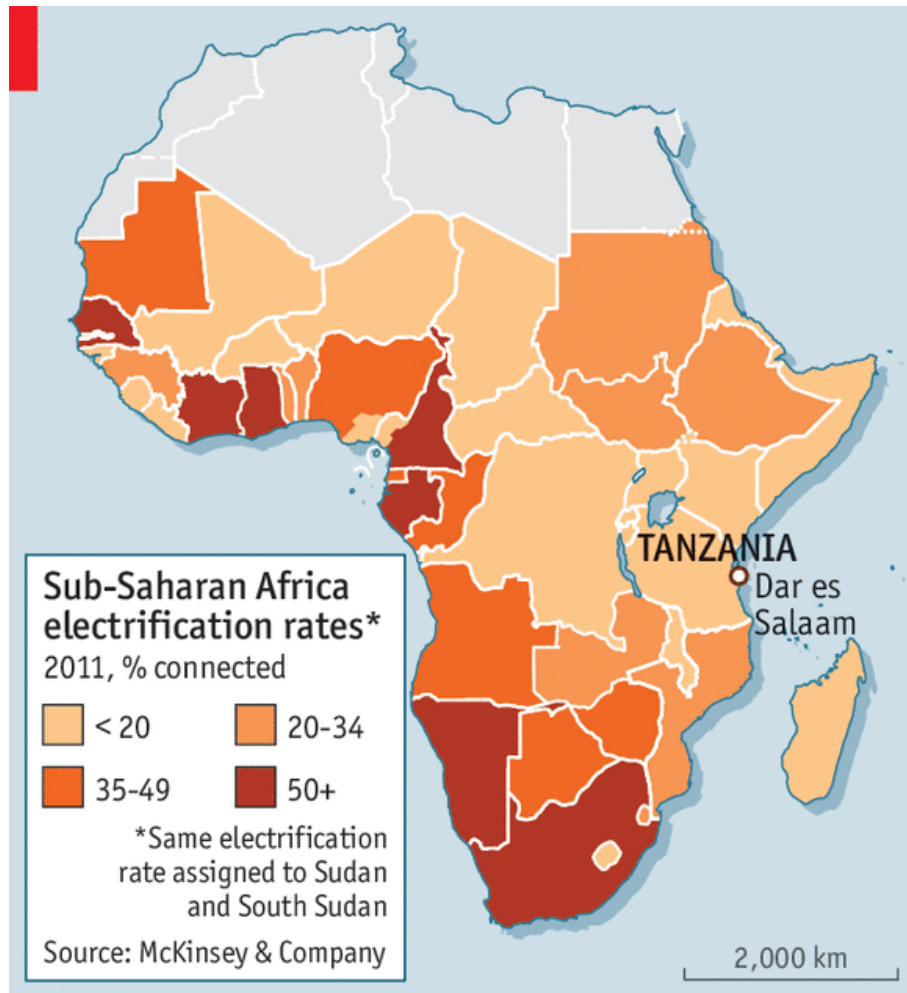 TANZANIA
Dar es
Salaam
Sub-Saharan Africa
electrification rates*
2011, % connected
< 20
20-34
35-49
50+
*Same electrification
rate assigned to Sudan
and South Sudan
Source: McKinsey & Company
2,000 km